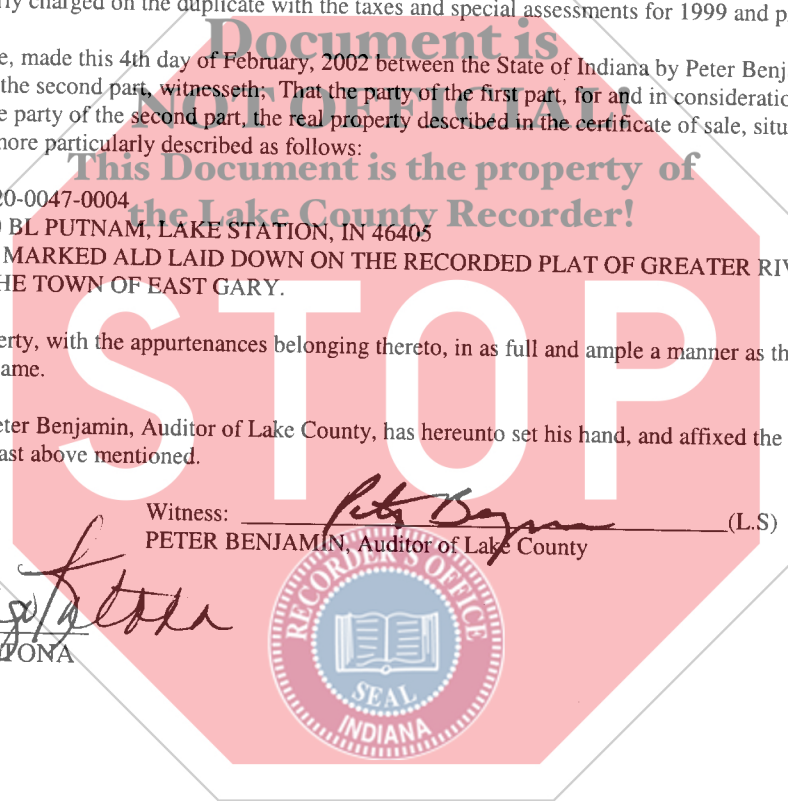 charged on the duplicate with the taxes and special assessments for 1999 and p
Document is
e, made this 4th day of February, 2002 between the State of Indiana by Peter Benj
the second part, witnesseth; That the party of the first part, for and in consideratio
NOT OFFICIAL!
e party of the second part, the real property described in the certificate of sale, situ
more particularly described as follows:
This Document is the property of
20-0047-0004
the Lake County Recorder!
BL PUTNAM, LAKE STATION, IN 46405
MARKED ALD LAID DOWN ON THE RECORDED PLAT OF GREATER RIV
HE TOWN OF EAST GARY.
STOP
erty, with the appurtenances belonging thereto, in as full and ample a manner as th
ame.
eter Benjamin, Auditor of Lake County, has hereunto set his hand, and affixed the
ast above mentioned.
Witness: (L.S)
PETER BENJAMIN, Auditor of Lake County
TONA
RECORDER'S OFFICE
SEAL
INDIANA